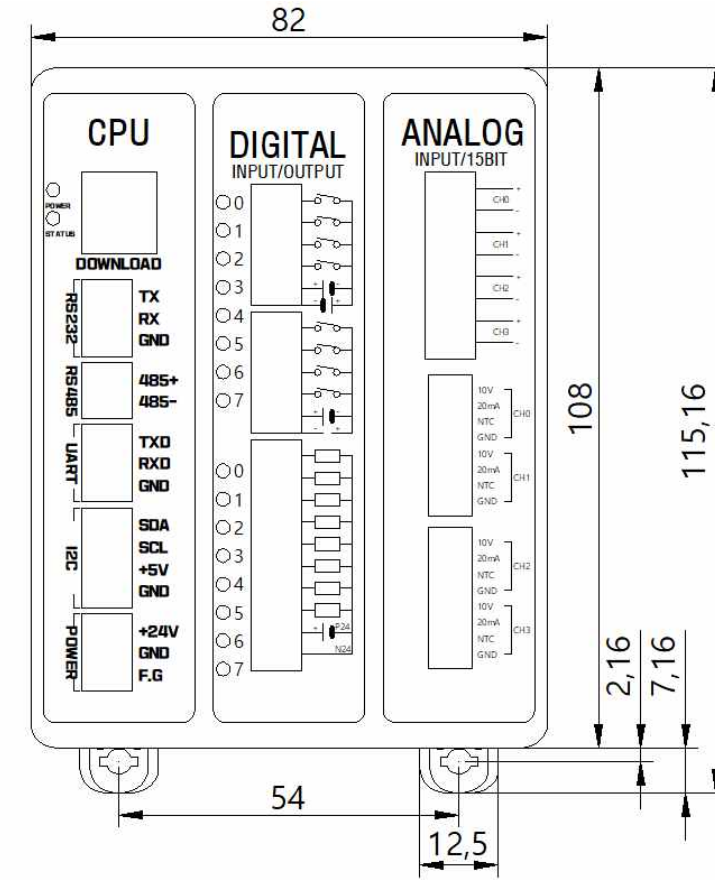 82
CPU
POWER
STATUS
DOWNLOAD
RS232
TX
RX
GND
RS485
485+
485-
UART
TXD
RXD
GND
I2C
SDA
SCL
+5V
GND
POWER
+24V
GND
F.G
DIGITAL
INPUT/OUTPUT
0
1
2
3
4
5
6
7
+ -
- +
+ -
- +
0
1
2
3
4
5
6
7
+ - P24
N24
ANALOG
INPUT/15BIT
+
CH0
-
+
CH1
-
+
CH2
-
+
CH3
-
10V
20mA
NTC
GND
CH0
10V
20mA
NTC
GND
CH1
10V
20mA
NTC
GND
CH2
10V
20mA
NTC
GND
CH3
108
115,16
2,16
7,16
54
12,5